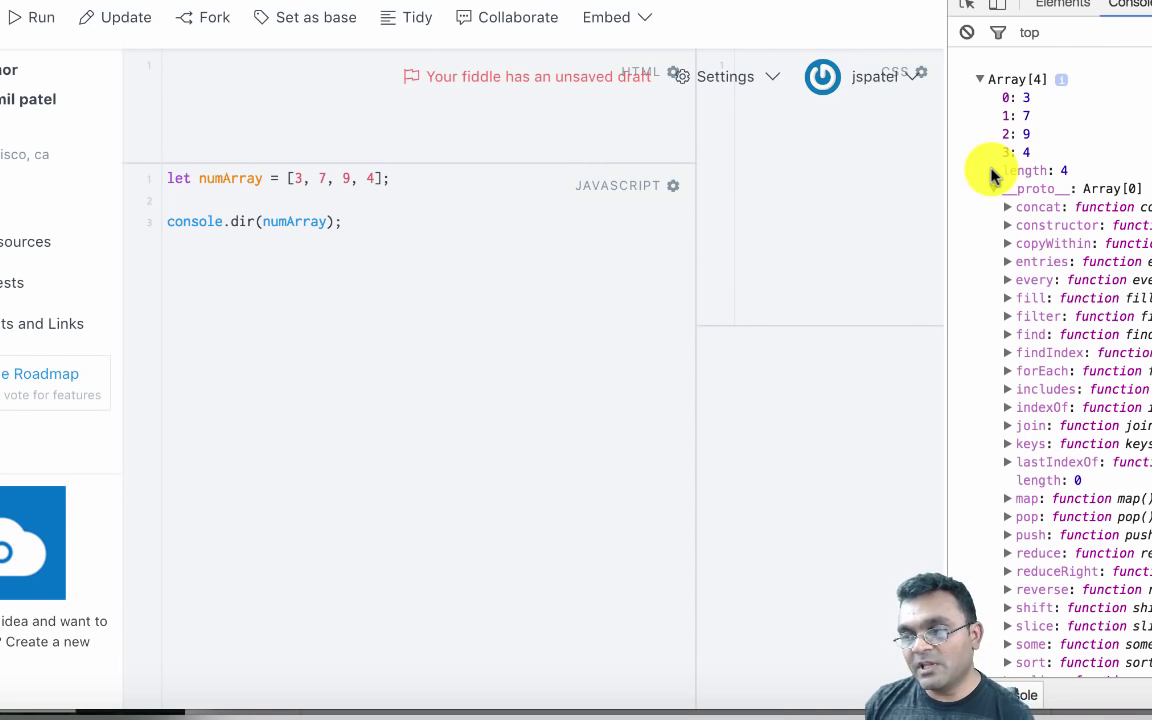 Run
Update
Fork
Set as base
Tidy
Collaborate
Embed
Elements
top
Your fiddle has an unsaved draft
HTML
Settings
jspatel
CSS
mil patel
isco, ca
sources
ests
ts and Links
e Roadmap
vote for features
idea and want to
? Create a new
1
1
1 let numArray = [3, 7, 9, 4];
2
3 console.dir(numArray);
JAVASCRIPT
Array[4] i
0: 3
1: 7
2: 9
3: 4
length: 4
__proto__: Array[0]
concat: function co
constructor: functi
copyWithin: functio
entries: function e
every: function eve
fill: function fill
filter: function fi
find: function find
findIndex: function
forEach: function f
includes: function
indexOf: function i
join: function join
keys: function keys
lastIndexOf: functi
length: 0
map: function map()
pop: function pop()
push: function push
reduce: function re
reduceRight: functi
reverse: function r
shift: function shi
slice: function sli
some: function some
sort: function sort